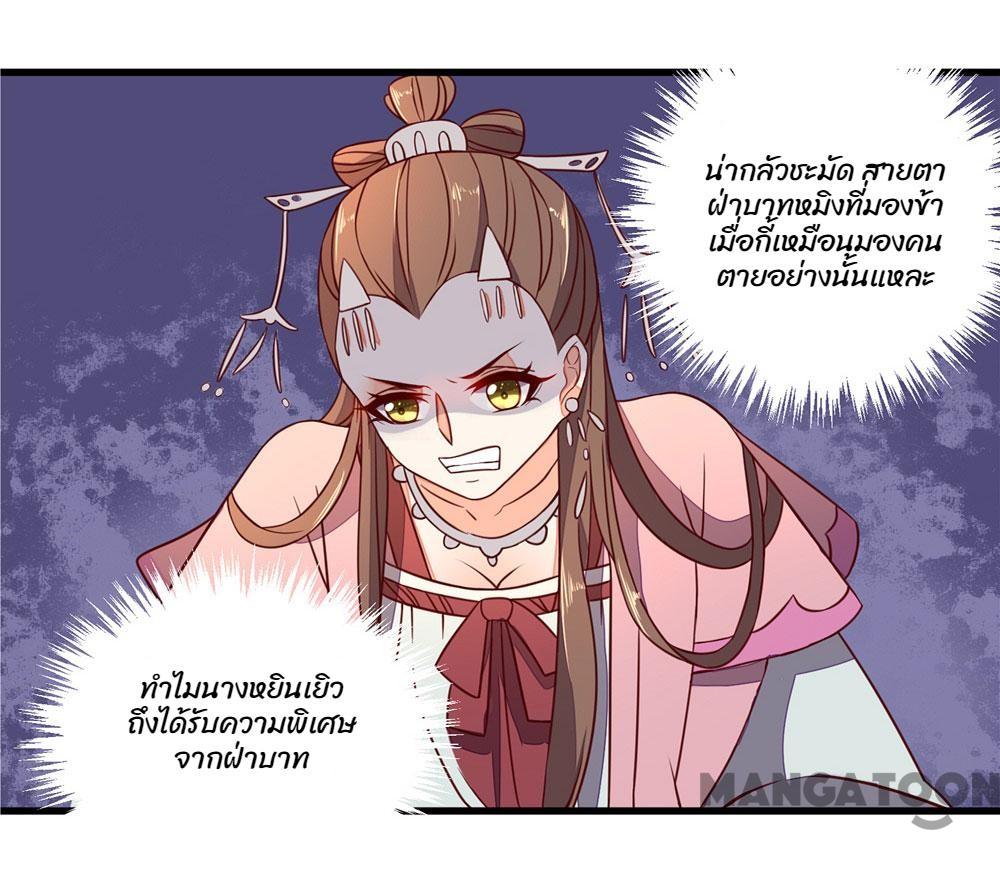 น่ากลัวชะมัด สายตา
ฝ่าบาทหมิงที่มองข้า
เมื่อกี้เหมือนมองคน
ตายอย่างนั้นแหละ
ทำไมนางหยินเยิว
ถึงได้รับความพิเศษ
จากฝ่าบาท
MANGATOON